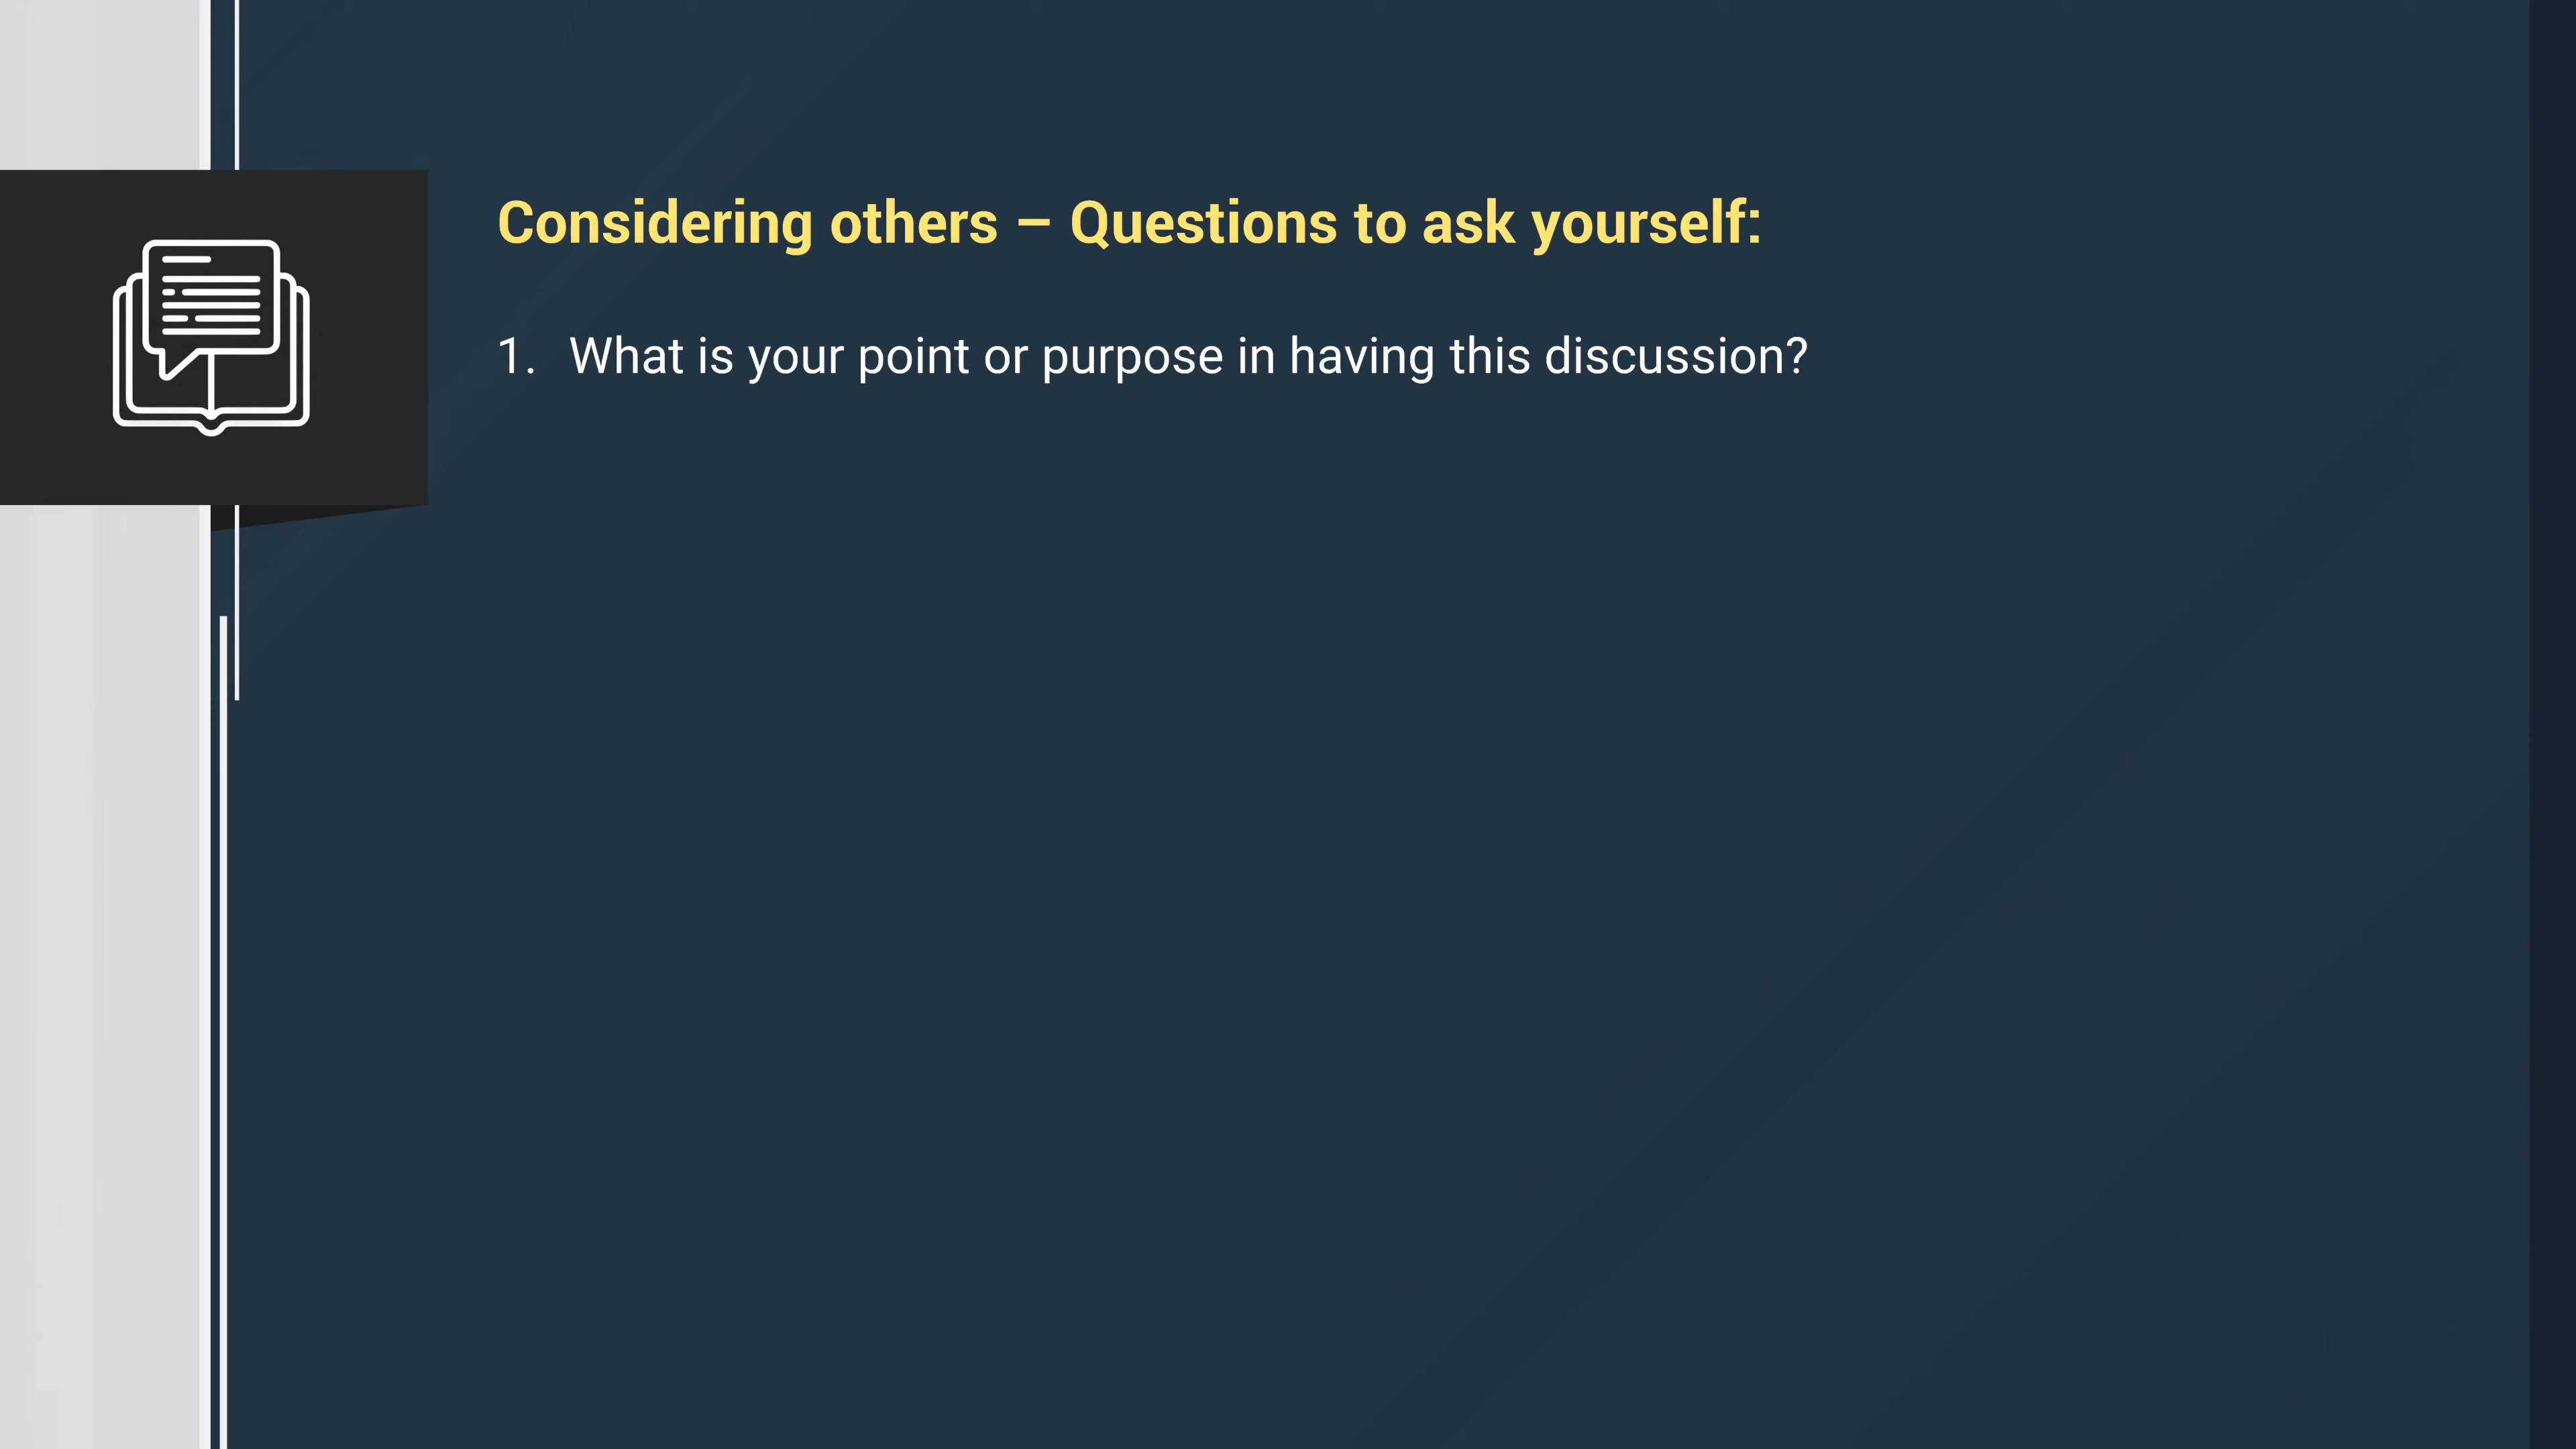 Considering others – Questions to ask yourself:
1. What is your point or purpose in having this discussion?